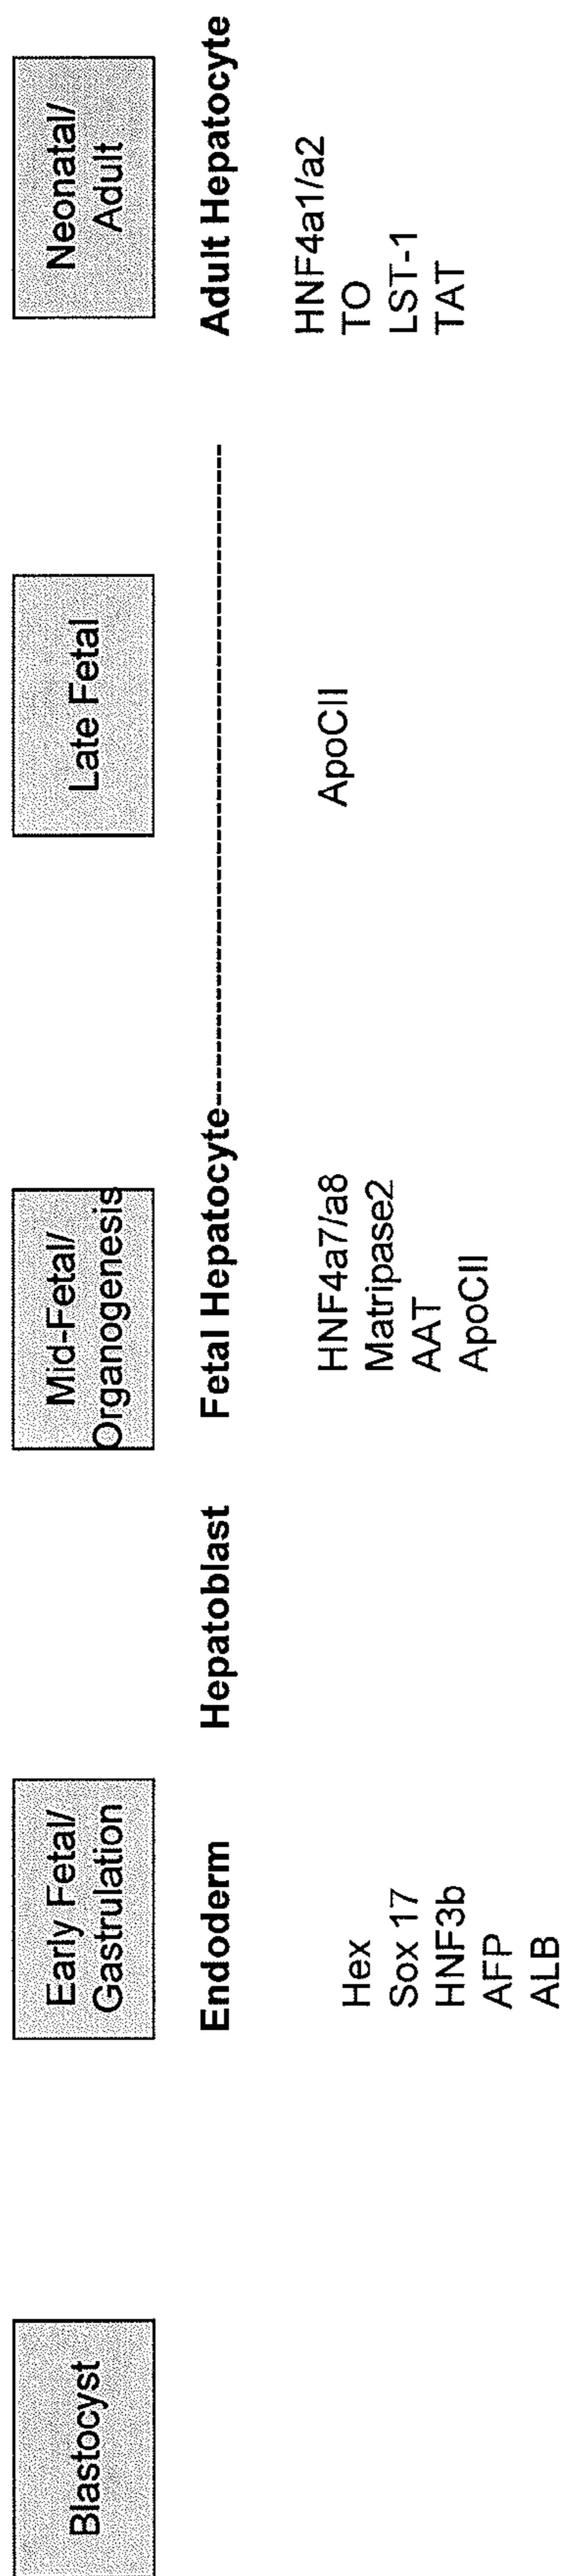 Blastocyst
Early Fetal/
Gastrulation
Mid-Fetal/
Organogenesis
Late Fetal
Neonatal/
Adult
Endoderm
Hepatoblast
Fetal Hepatocyte
Adult Hepatocyte
Hex
Sox 17
HNF3b
AFP
ALB
HNF4a7/a8
Matripase2
AAT
ApoCII
ApoCII
HNF4a1/a2
TO
LST-1
TAT